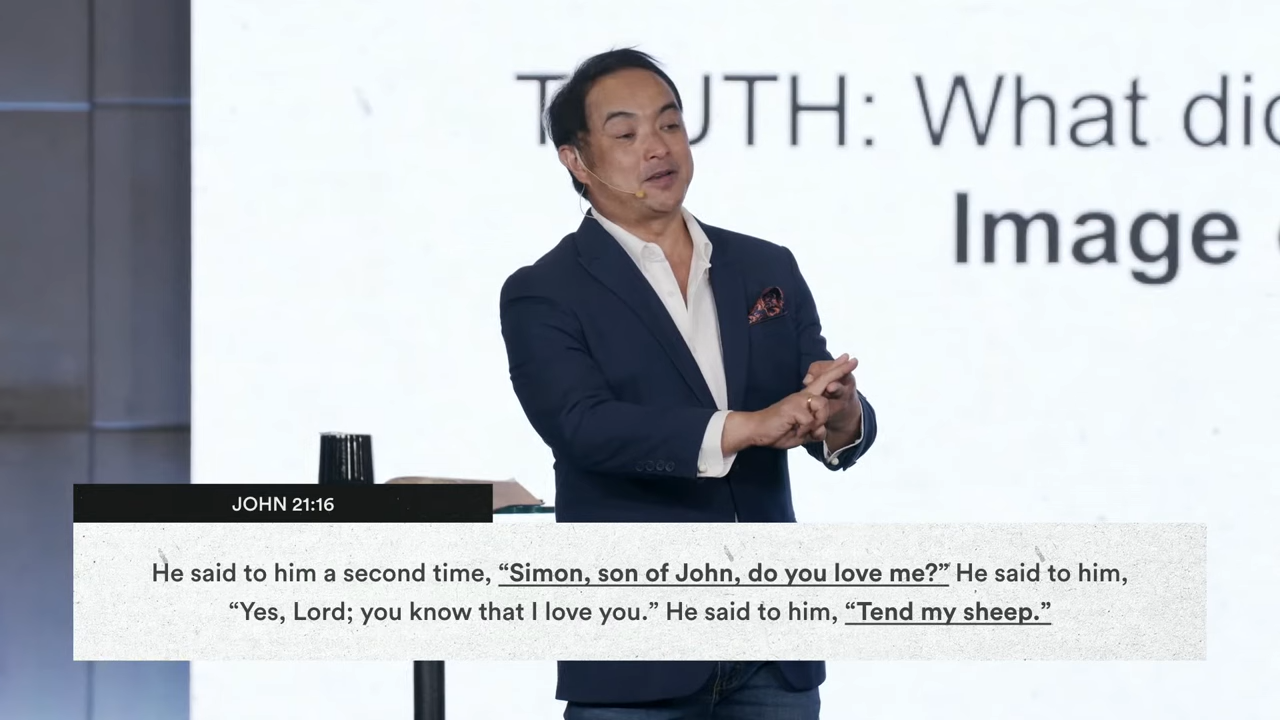 TRUTH: What did
Image
JOHN 21:16
He said to him a second time, “Simon, son of John, do you love me?” He said to him,
“Yes, Lord; you know that I love you.” He said to him, “Tend my sheep.”